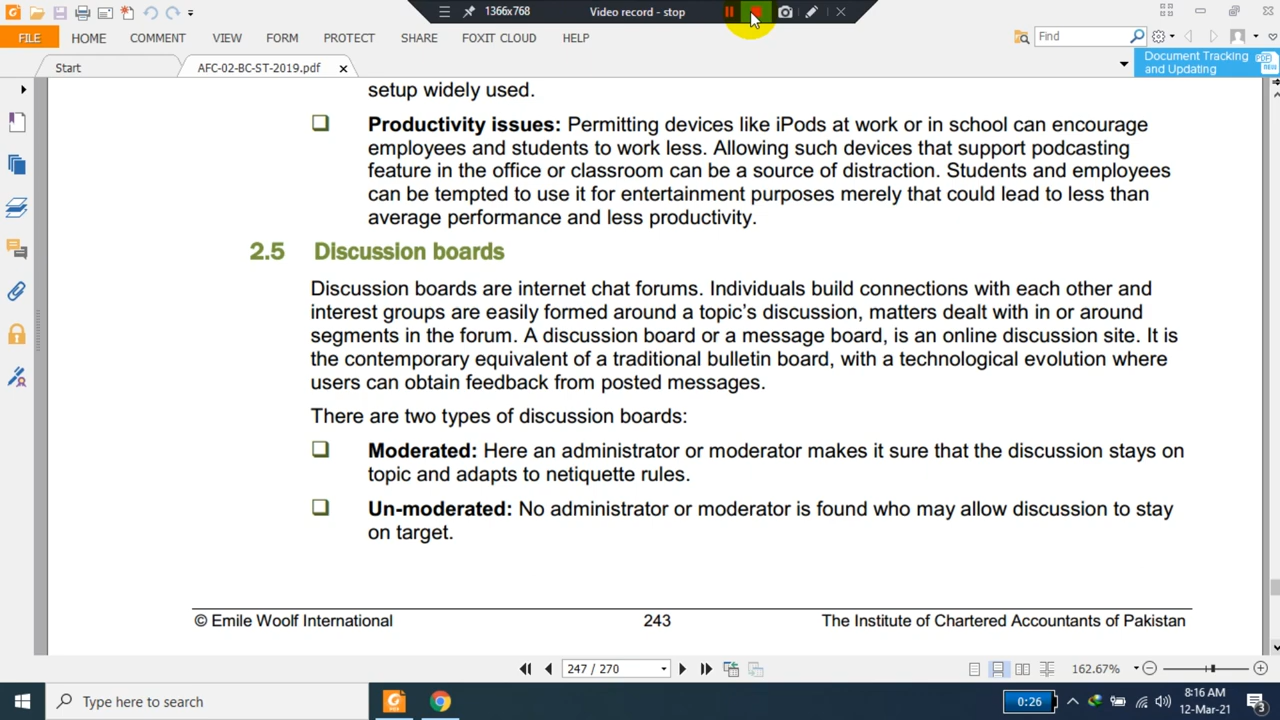 1366x768
Video record - stop
FILE
HOME
COMMENT
VIEW
FORM
PROTECT
SHARE
FOXIT CLOUD
HELP
Find
Start
AFC-02-BC-ST-2019.pdf
Document Tracking
and Updating
setup widely used.
❑ Productivity issues: Permitting devices like iPods at work or in school can encourage
employees and students to work less. Allowing such devices that support podcasting
feature in the office or classroom can be a source of distraction. Students and employees
can be tempted to use it for entertainment purposes merely that could lead to less than
average performance and less productivity.
2.5 Discussion boards
Discussion boards are internet chat forums. Individuals build connections with each other and
interest groups are easily formed around a topic's discussion, matters dealt with in or around
segments in the forum. A discussion board or a message board, is an online discussion site. It is
the contemporary equivalent of a traditional bulletin board, with a technological evolution where
users can obtain feedback from posted messages.
There are two types of discussion boards:
❑ Moderated: Here an administrator or moderator makes it sure that the discussion stays on
topic and adapts to netiquette rules.
❑ Un-moderated: No administrator or moderator is found who may allow discussion to stay
on target.
© Emile Woolf International
243
The Institute of Chartered Accountants of Pakistan
247 / 270
162.67%
Type here to search
0:26
8:16 AM
12-Mar-21
3